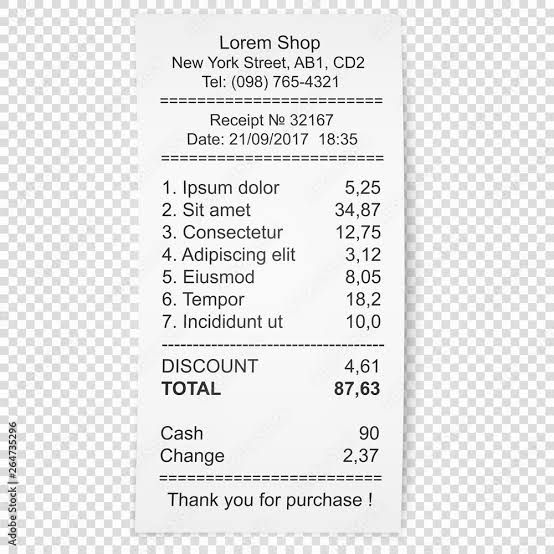 Lorem Shop
New York Street, AB1, CD2
Tel: (098) 765-4321
========================
Receipt № 32167
Date: 21/09/2017 18:35
========================
1. Ipsum dolor 5,25
2. Sit amet 34,87
3. Consectetur 12,75
4. Adipiscing elit 3,12
5. Eiusmod 8,05
6. Tempor 18,2
7. Incididunt ut 10,0
------------------------------------
DISCOUNT 4,61
TOTAL 87,63
Cash 90
Change 2,37
========================
Thank you for purchase !
Adobe Stock | #264735296